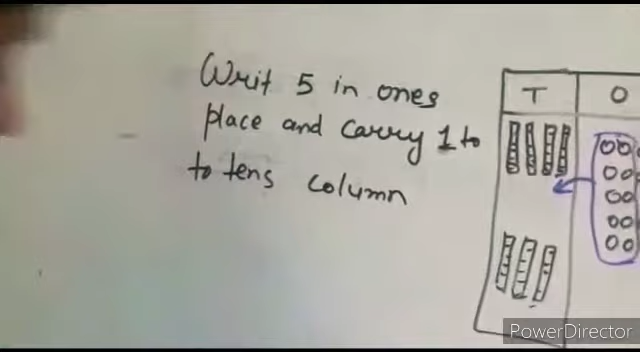 Writ 5 in ones
place and carry 1 to
to tens column
T
O
PowerDirector